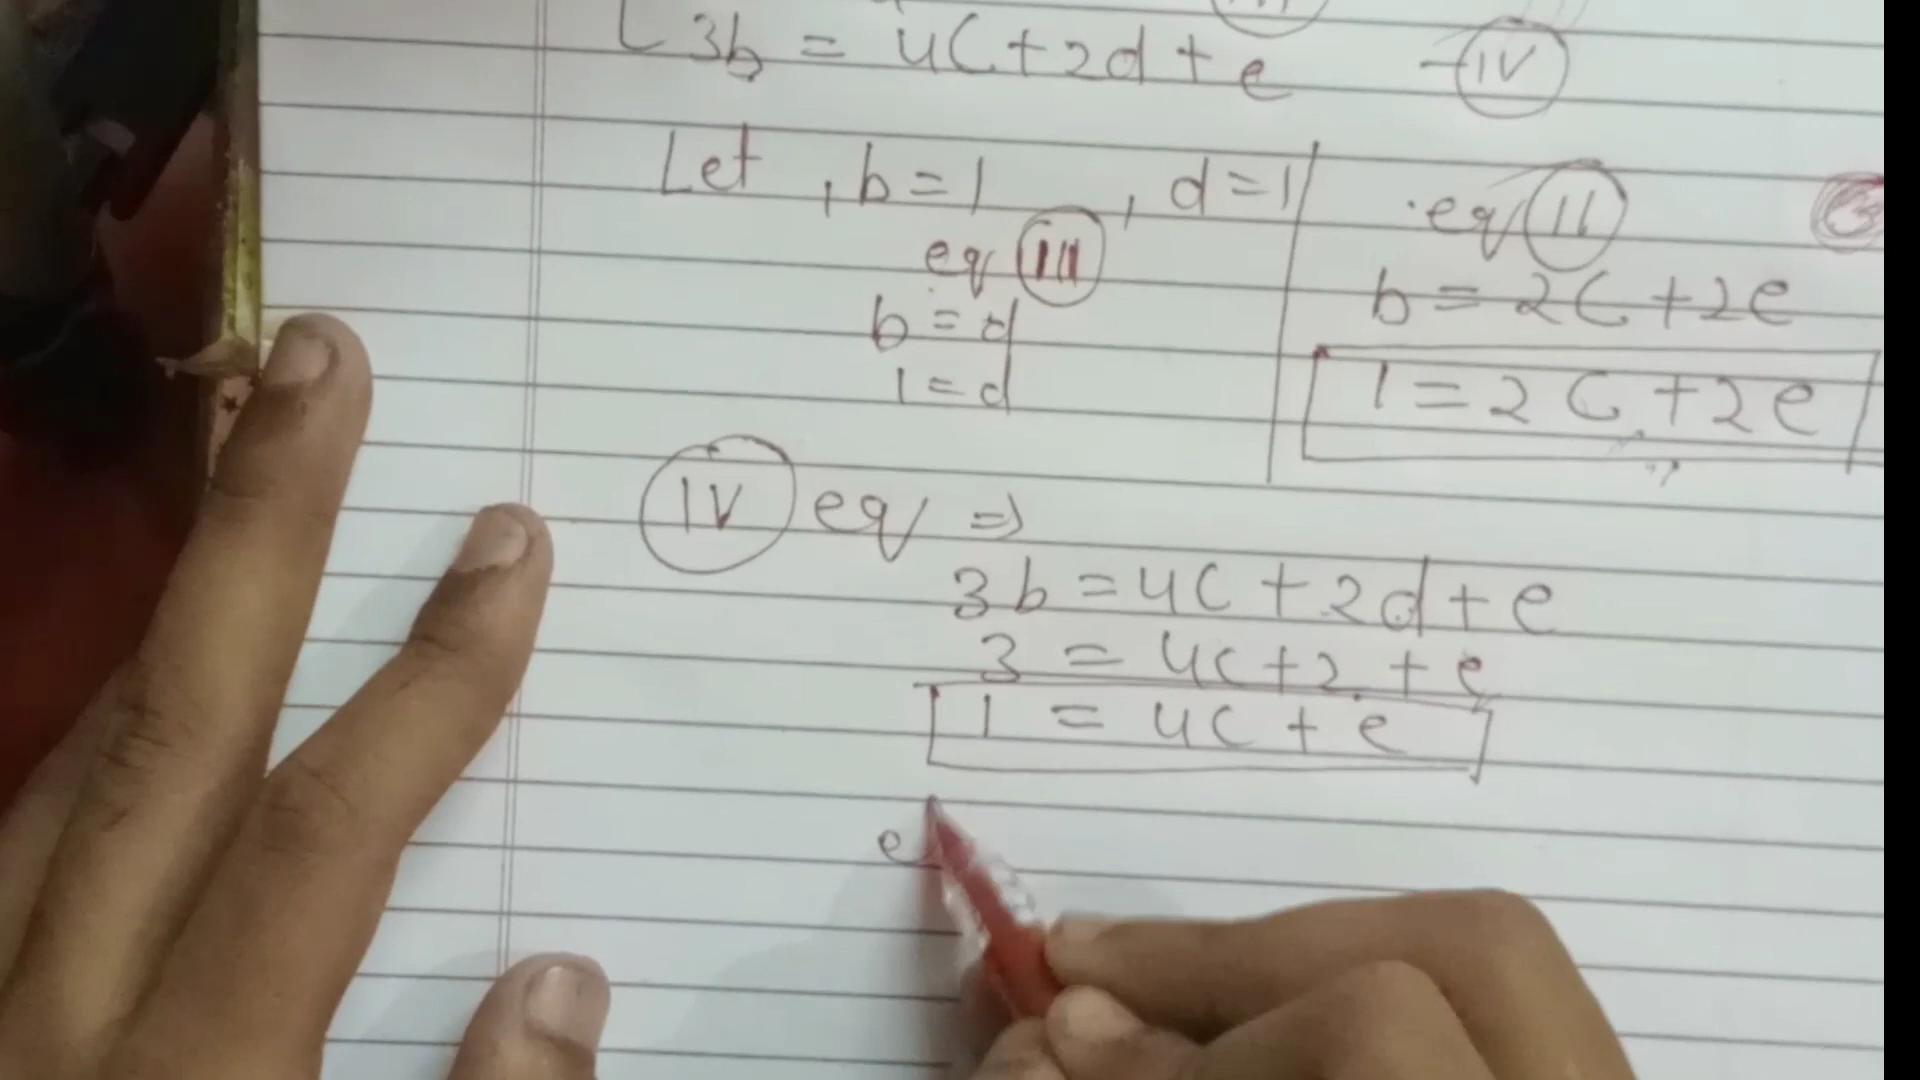 3b = 4c + 2d + e - IV
Let , b = 1 , d = 1
eq III
b = d
1 = d
eq II
b = 2c + 2e
1 = 2c + 2e
IV eq ⇒
3b = 4c + 2d + e
3 = 4c + 2 + e
1 = 4c + e
e